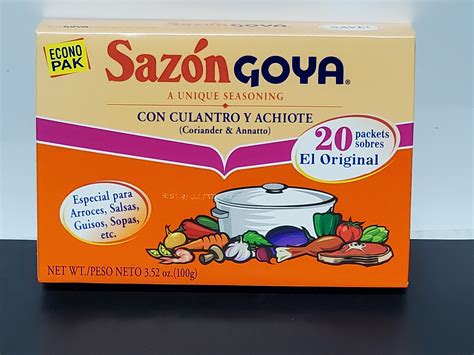 GOYA
ECONO
PAK
SazónGOYA®
A UNIQUE SEASONING
CON CULANTRO Y ACHIOTE
(Coriander & Annatto)
20 packets
sobres
El Original
Especial para
Arroces, Salsas,
Guisos, Sopas,
etc.
NET WT./PESO NETO 3.52 oz. (100g)